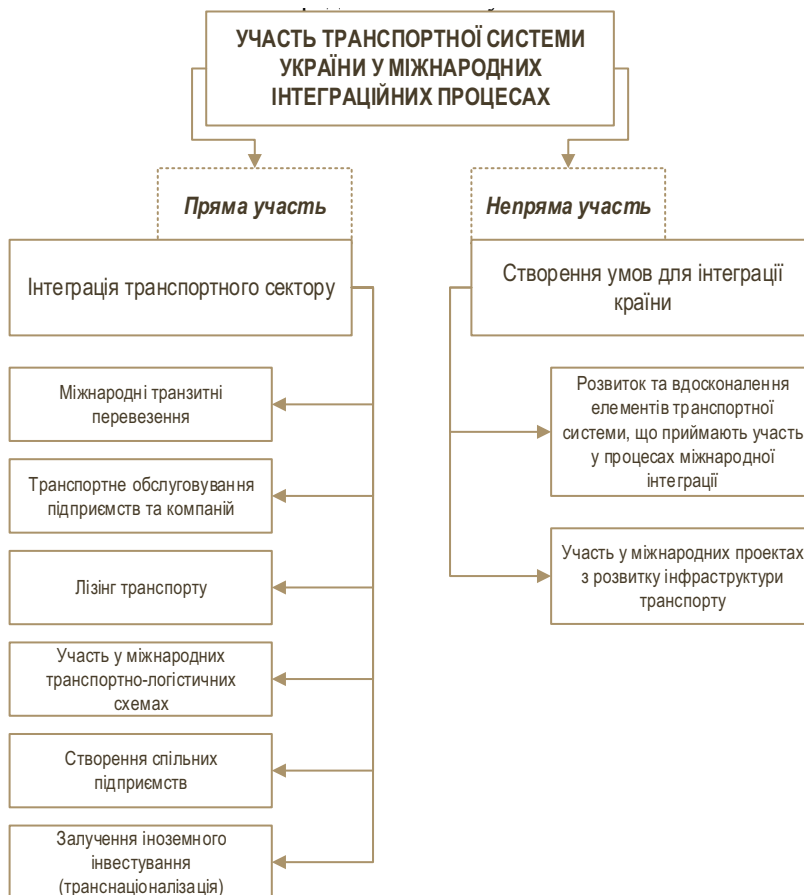 УЧАСТЬ ТРАНСПОРТНОЇ СИСТЕМИ
УКРАЇНИ У МІЖНАРОДНИХ
ІНТЕГРАЦІЙНИХ ПРОЦЕСАХ
Пряма участь
Непряма участь
Інтеграція транспортного сектору
Створення умов для інтеграції
країни
Міжнародні транзитні
перевезення
Транспортне обслуговування
підприємств та компаній
Лізінг транспорту
Участь у міжнародних
транспортно-логістичних
схемах
Створення спільних
підприємств
Залучення іноземного
інвестування
(транснаціоналізація)
Розвиток та вдосконалення
елементів транспортної
системи, що приймають участь
у процесах міжнародної
інтеграції
Участь у міжнародних проектах
з розвитку інфраструктури
транспорту